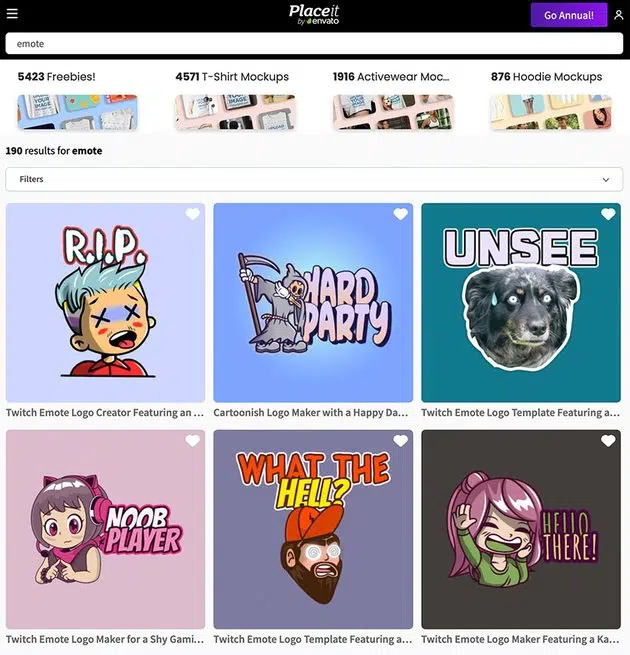 Placeit
by envato
Go Annual!
emote
5423 Freebies!
4571 T-Shirt Mockups
1916 Activewear Moc...
876 Hoodie Mockups
190 results for emote
Filters
R.I.P.
HARD
PARTY
UNSEE
Twitch Emote Logo Creator Featuring an ...
Cartoonish Logo Maker with a Happy Da...
Twitch Emote Logo Template Featuring a...
NOOB
PLAYER
WHAT THE
HELL?
HELLO
THERE!
Twitch Emote Logo Maker for a Shy Gami...
Twitch Emote Logo Template Featuring a...
Twitch Emote Logo Maker Featuring a Ka...